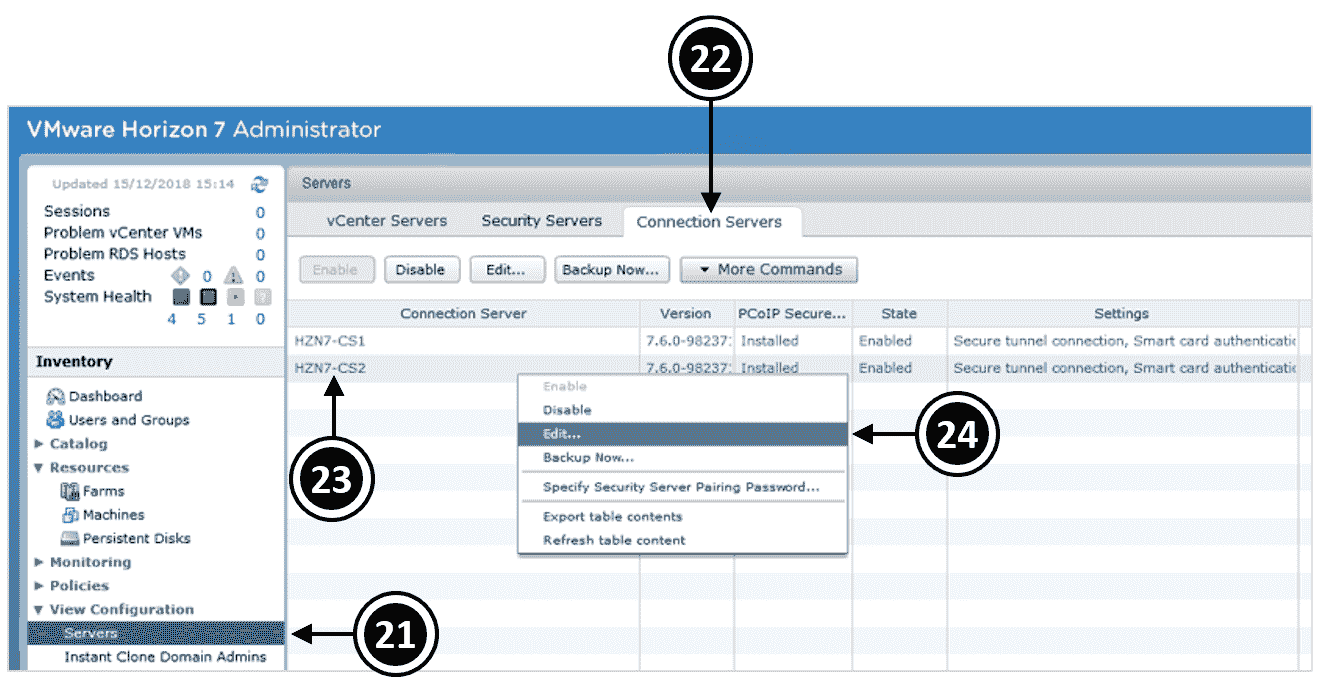 22
VMware Horizon 7 Administrator
Updated 15/12/2018 15:14
Sessions 0
Problem vCenter VMs 0
Problem RDS Hosts 0
Events 0 0
System Health
4 5 1 0
Inventory
Dashboard
Users and Groups
Catalog
Resources
Farms
Machines
Persistent Disks
Monitoring
Policies
View Configuration
Servers
Instant Clone Domain Admins
21
Servers
vCenter Servers Security Servers Connection Servers
Enable Disable Edit... Backup Now... More Commands
Connection Server Version PCoIP Secure... State Settings
HZN7-CS1 7.6.0-98237: Installed Enabled Secure tunnel connection, Smart card authenticatio
HZN7-CS2 7.6.0-98237: Installed Enabled Secure tunnel connection, Smart card authenticatio
23
Enable
Disable
Edit...
Backup Now...
Specify Security Server Pairing Password...
Export table contents
Refresh table content
24